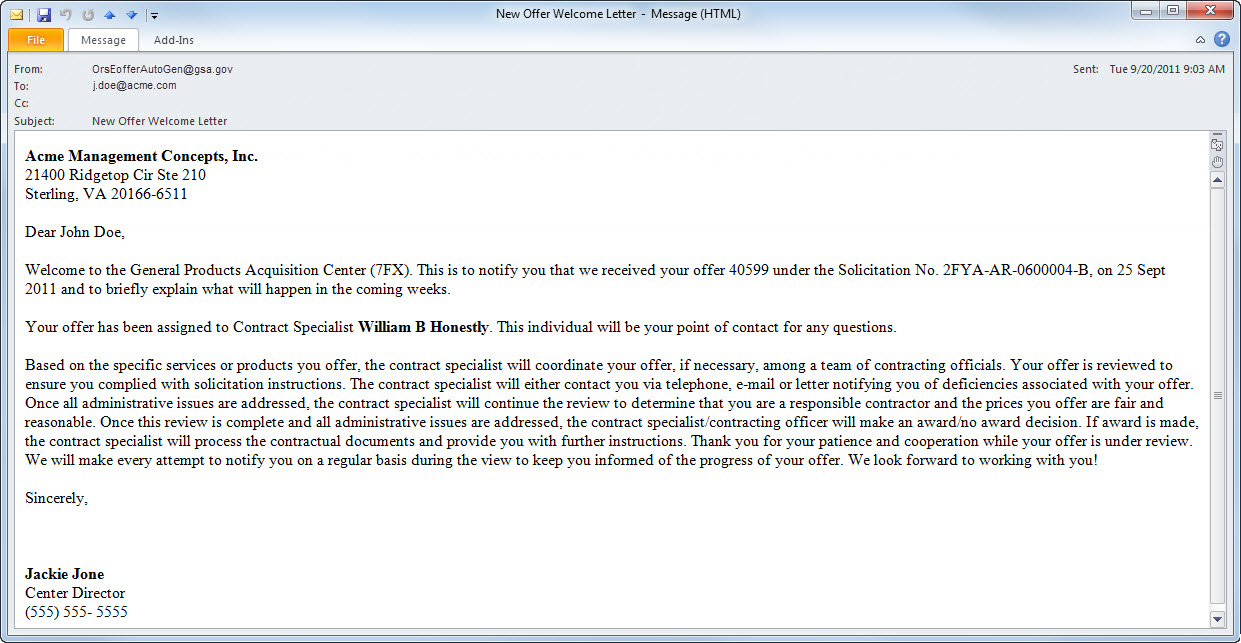 New Offer Welcome Letter - Message (HTML)
File Message Add-Ins
From: OrsEofferAutoGen@gsa.gov Sent: Tue 9/20/2011 9:03 AM
To: j.doe@acme.com
Cc:
Subject: New Offer Welcome Letter
Acme Management Concepts, Inc.
21400 Ridgetop Cir Ste 210
Sterling, VA 20166-6511
Dear John Doe,
Welcome to the General Products Acquisition Center (7FX). This is to notify you that we received your offer 40599 under the Solicitation No. 2FYA-AR-0600004-B, on 25 Sept
2011 and to briefly explain what will happen in the coming weeks.
Your offer has been assigned to Contract Specialist William B Honestly. This individual will be your point of contact for any questions.
Based on the specific services or products you offer, the contract specialist will coordinate your offer, if necessary, among a team of contracting officials. Your offer is reviewed to
ensure you complied with solicitation instructions. The contract specialist will either contact you via telephone, e-mail or letter notifying you of deficiencies associated with your offer.
Once all administrative issues are addressed, the contract specialist will continue the review to determine that you are a responsible contractor and the prices you offer are fair and
reasonable. Once this review is complete and all administrative issues are addressed, the contract specialist/contracting officer will make an award/no award decision. If award is made,
the contract specialist will process the contractual documents and provide you with further instructions. Thank you for your patience and cooperation while your offer is under review.
We will make every attempt to notify you on a regular basis during the view to keep you informed of the progress of your offer. We look forward to working with you!
Sincerely,
Jackie Jone
Center Director
(555) 555- 5555